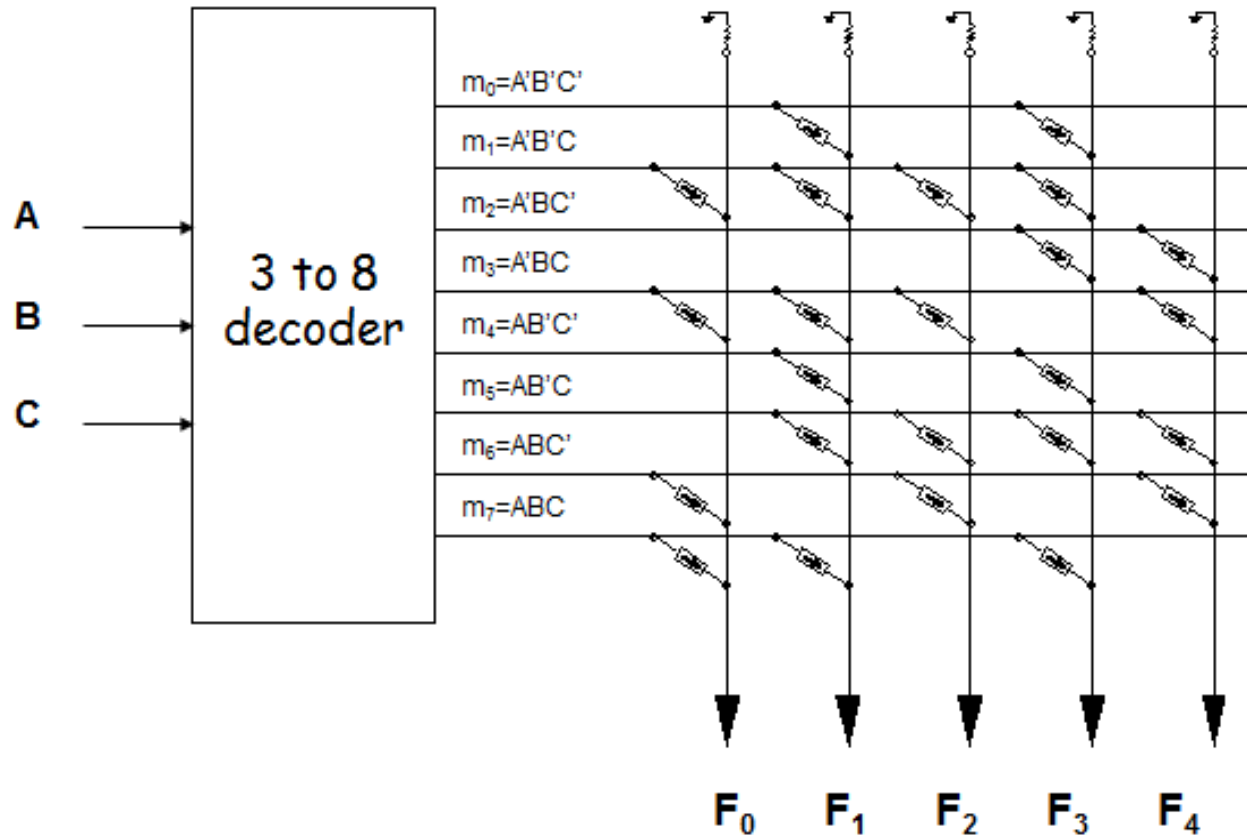 m₀=A'B'C'
m₁=A'B'C
A
m₂=A'BC'
3 to 8
decoder
m₃=A'BC
B
m₄=AB'C'
m₅=AB'C
C
m₆=ABC'
m₇=ABC
F₀ F₁ F₂ F₃ F₄